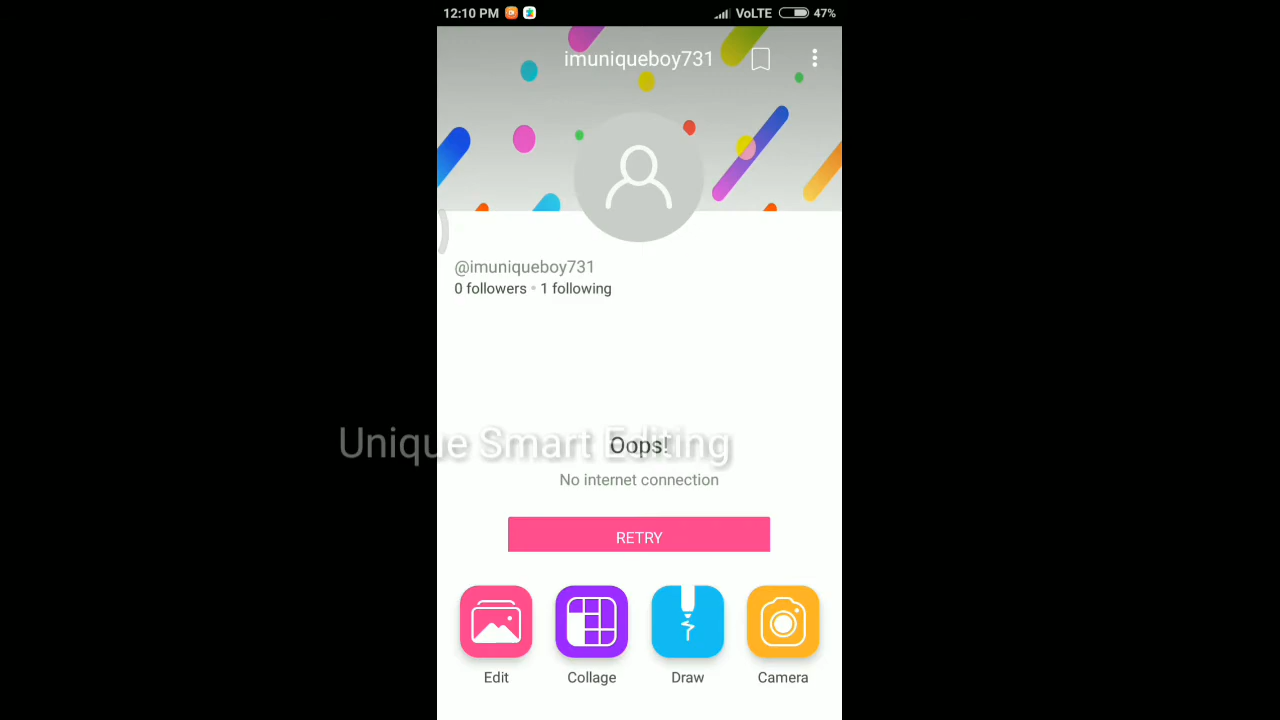 12:10 PM VoLTE 47%
imuniqueboy731
@imuniqueboy731
0 followers • 1 following
Unique Smart Editing
Oops!
No internet connection
RETRY
Edit Collage Draw Camera